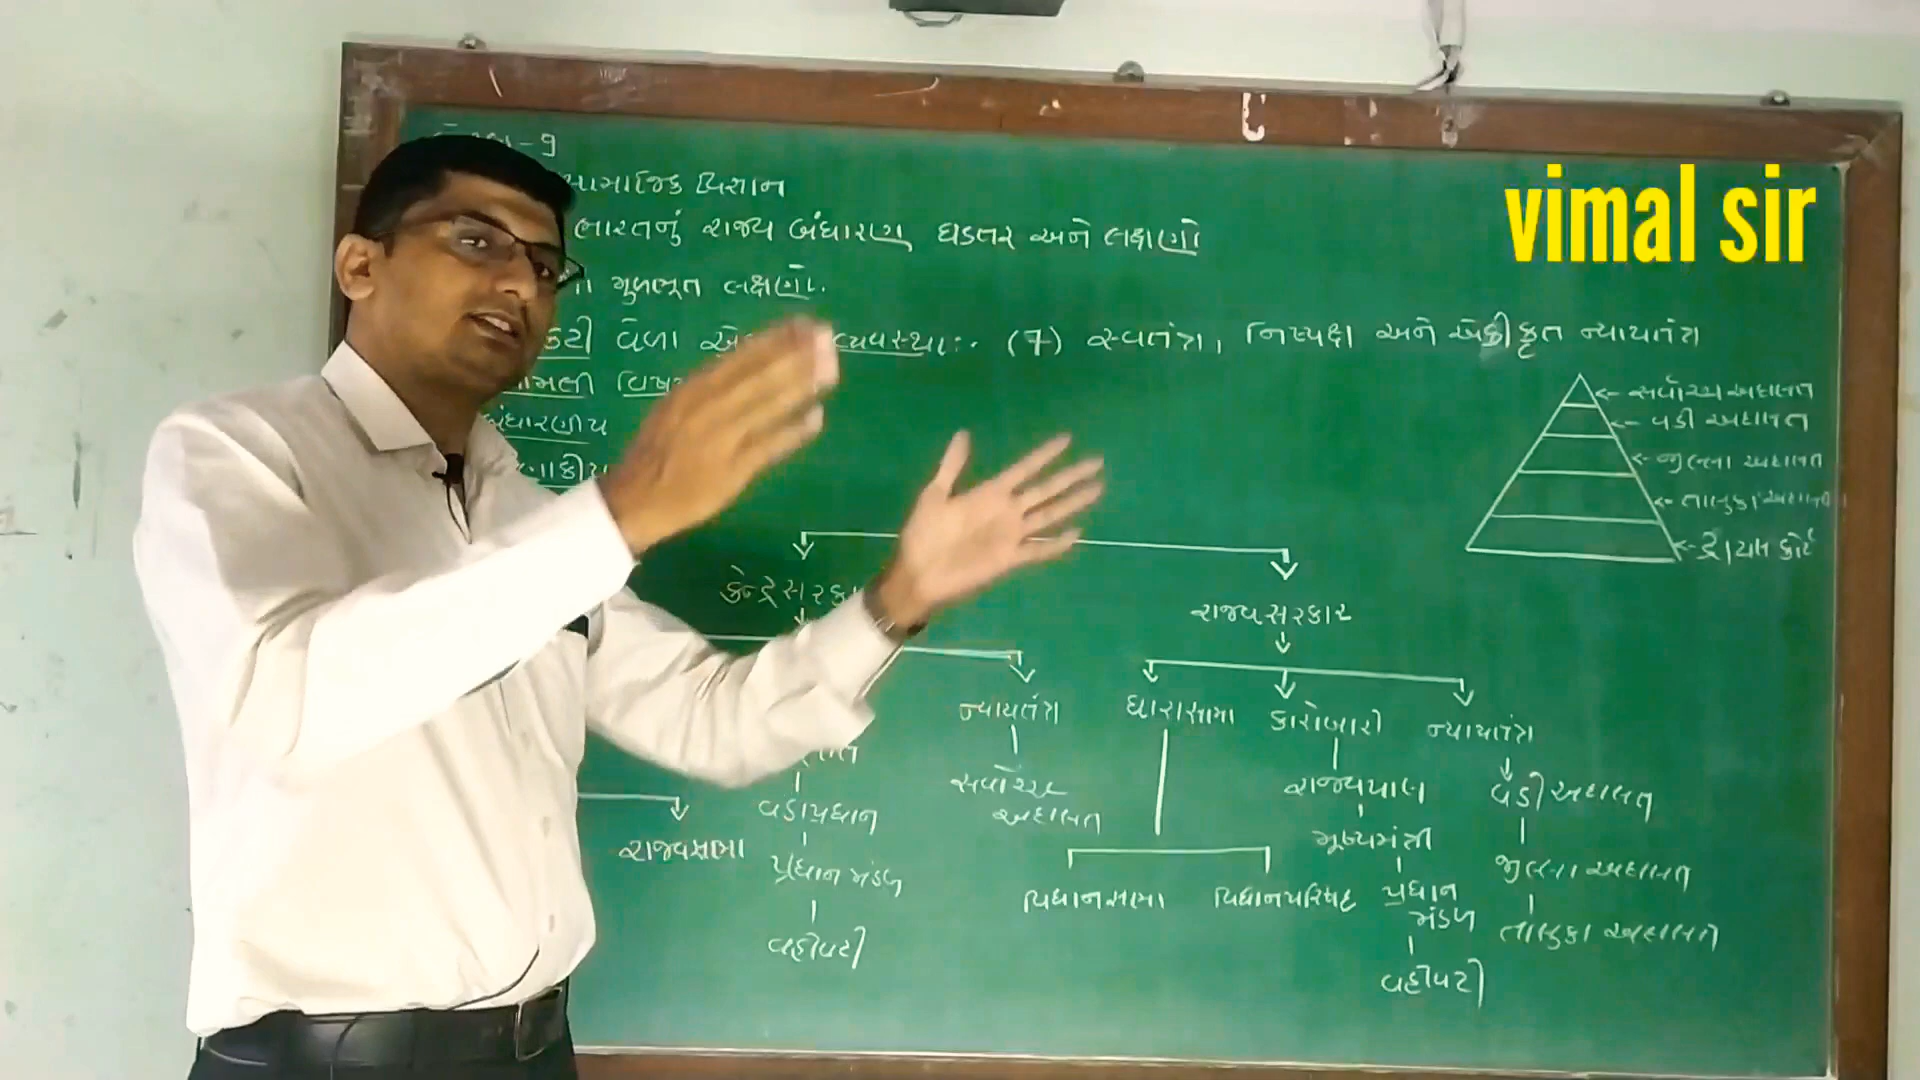 - 9
સામાજિક વિજ્ઞાન
ભારતનું રાજ્ય બંધારણ ઘડતર અને લક્ષણો
vimal sir
મુળભૂત લક્ષણો.
વેળા વ્યવસ્થા:- (7) સ્વતંત્ર, નિષ્પક્ષ અને એકીકૃત ન્યાયતંત્ર
<- સર્વોચ્ચ અદાલત
<- વડી અદાલત
<- જીલ્લા અદાલત
<- તાલુકા અદાલત
<- ટ્રાયલ કોર્ટ
બંધારણીય
રાજ્ય સરકાર
ન્યાયતંત્ર
ધારાસભા
કારોબારી
ન્યાયતંત્ર
સર્વોચ્ચ
અદાલત
રાજ્યપાલ
વડી અદાલત
વડાપ્રધાન
મુખ્યમંત્રી
રાજ્યસભા
પ્રધાન મંડળ
જીલ્લા અદાલત
વિધાનસભા
વિધાનપરિષદ
પ્રધાન
મંડળ
તાલુકા અદાલત
વહીવટી
વહીવટી